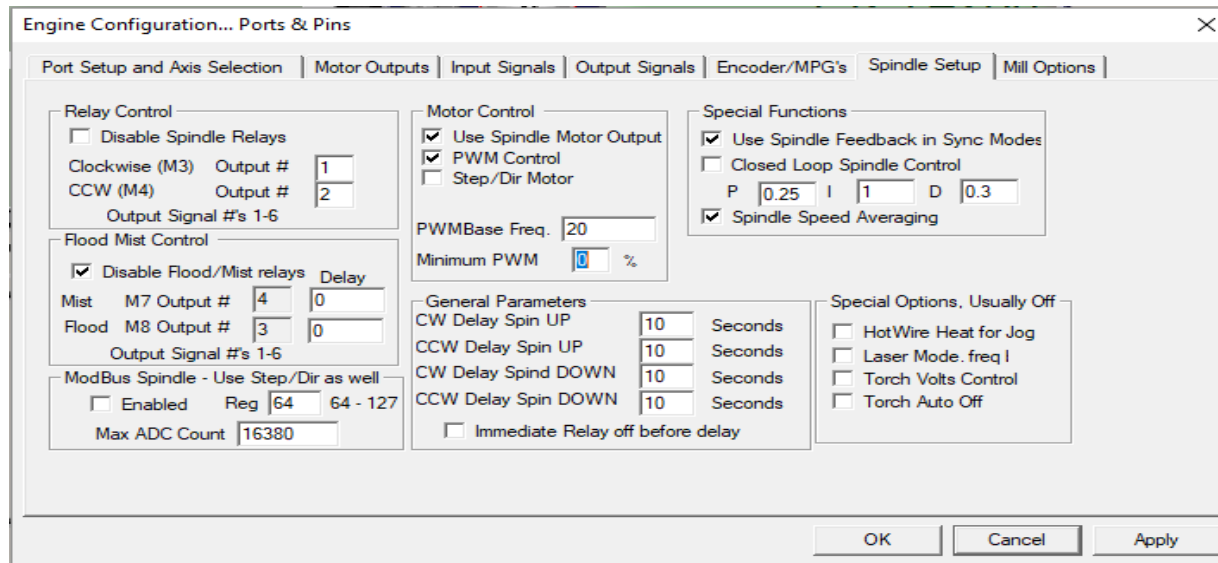 Engine Configuration... Ports & Pins
Port Setup and Axis Selection Motor Outputs Input Signals Output Signals Encoder/MPG's Spindle Setup Mill Options
Relay Control
Disable Spindle Relays
Clockwise (M3) Output # 1
CCW (M4) Output # 2
Output Signal #'s 1-6
Flood Mist Control
Disable Flood/Mist relays Delay
Mist M7 Output # 4 0
Flood M8 Output # 3 0
Output Signal #'s 1-6
ModBus Spindle - Use Step/Dir as well
Enabled Reg 64 64 - 127
Max ADC Count 16380
Motor Control
Use Spindle Motor Output
PWM Control
Step/Dir Motor
PWMBase Freq. 20
Minimum PWM 0 %
General Parameters
CW Delay Spin UP 10 Seconds
CCW Delay Spin UP 10 Seconds
CW Delay Spind DOWN 10 Seconds
CCW Delay Spin DOWN 10 Seconds
Immediate Relay off before delay
Special Functions
Use Spindle Feedback in Sync Modes
Closed Loop Spindle Control
P 0.25 I 1 D 0.3
Spindle Speed Averaging
Special Options, Usually Off
HotWire Heat for Jog
Laser Mode. freq I
Torch Volts Control
Torch Auto Off
OK Cancel Apply